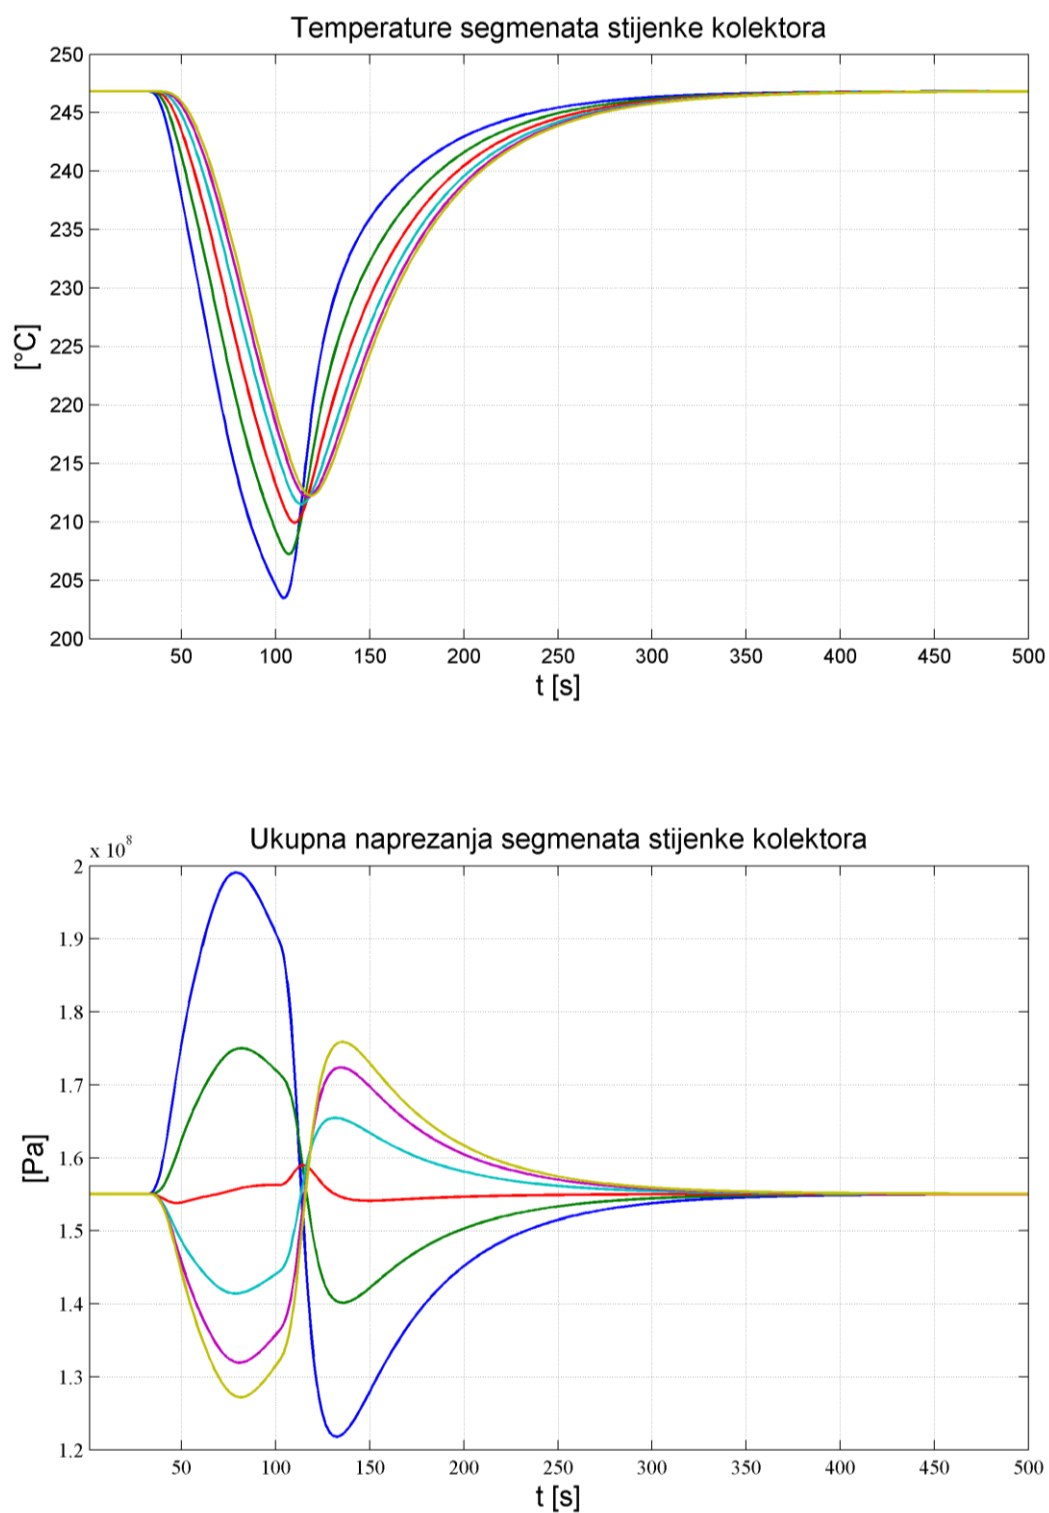 Temperature segmenata stijenke kolektora
250
245
240
235
230
225
220
215
210
205
200
[°C]
50 100 150 200 250 300 350 400 450 500
t [s]
Ukupna naprezanja segmenata stijenke kolektora
x 10⁸
2
1.9
1.8
1.7
1.6
1.5
1.4
1.3
1.2
[Pa]
50 100 150 200 250 300 350 400 450 500
t [s]